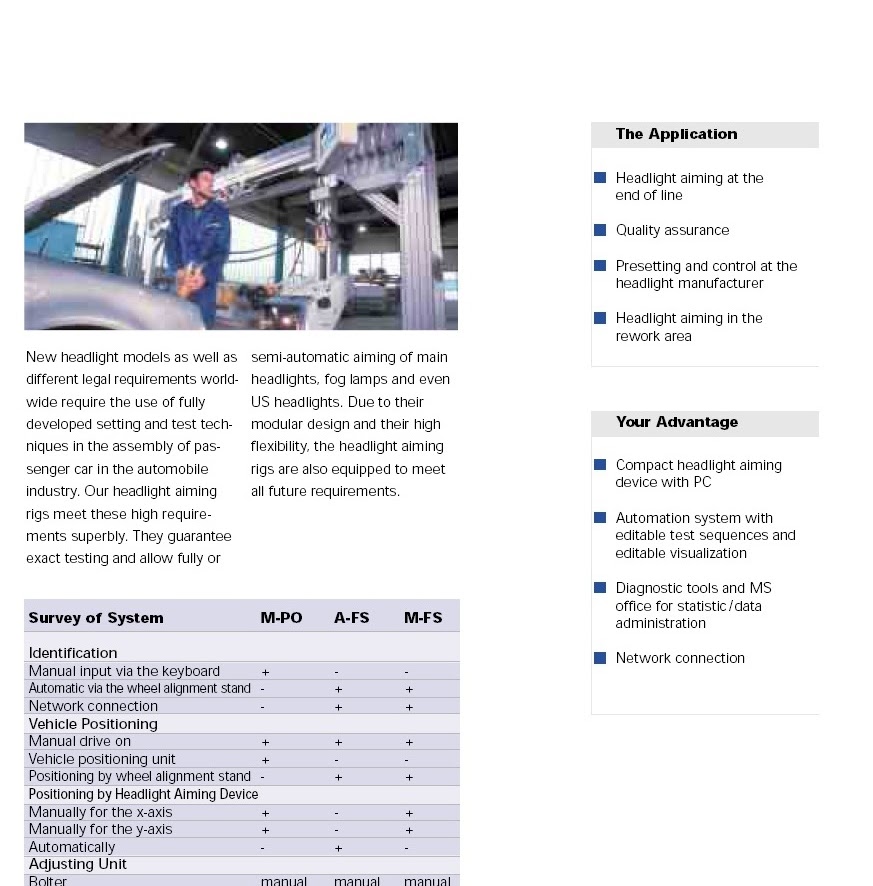 New headlight models as well as
different legal requirements world-
wide require the use of fully
developed setting and test tech-
niques in the assembly of pas-
senger car in the automobile
industry. Our headlight aiming
rigs meet these high require-
ments superbly. They guarantee
exact testing and allow fully or
semi-automatic aiming of main
headlights, fog lamps and even
US headlights. Due to their
modular design and their high
flexibility, the headlight aiming
rigs are also equipped to meet
all future requirements.
Survey of System M-PO A-FS M-FS
Identification
Manual input via the keyboard + - -
Automatic via the wheel alignment stand - + +
Network connection - + +
Vehicle Positioning
Manual drive on + + +
Vehicle positioning unit + - -
Positioning by wheel alignment stand - + +
Positioning by Headlight Aiming Device
Manually for the x-axis + - +
Manually for the y-axis + - +
Automatically - + -
Adjusting Unit
Bolter manual manual manual
The Application
Headlight aiming at the
end of line
Quality assurance
Presetting and control at the
headlight manufacturer
Headlight aiming in the
rework area
Your Advantage
Compact headlight aiming
device with PC
Automation system with
editable test sequences and
editable visualization
Diagnostic tools and MS
office for statistic/data
administration
Network connection